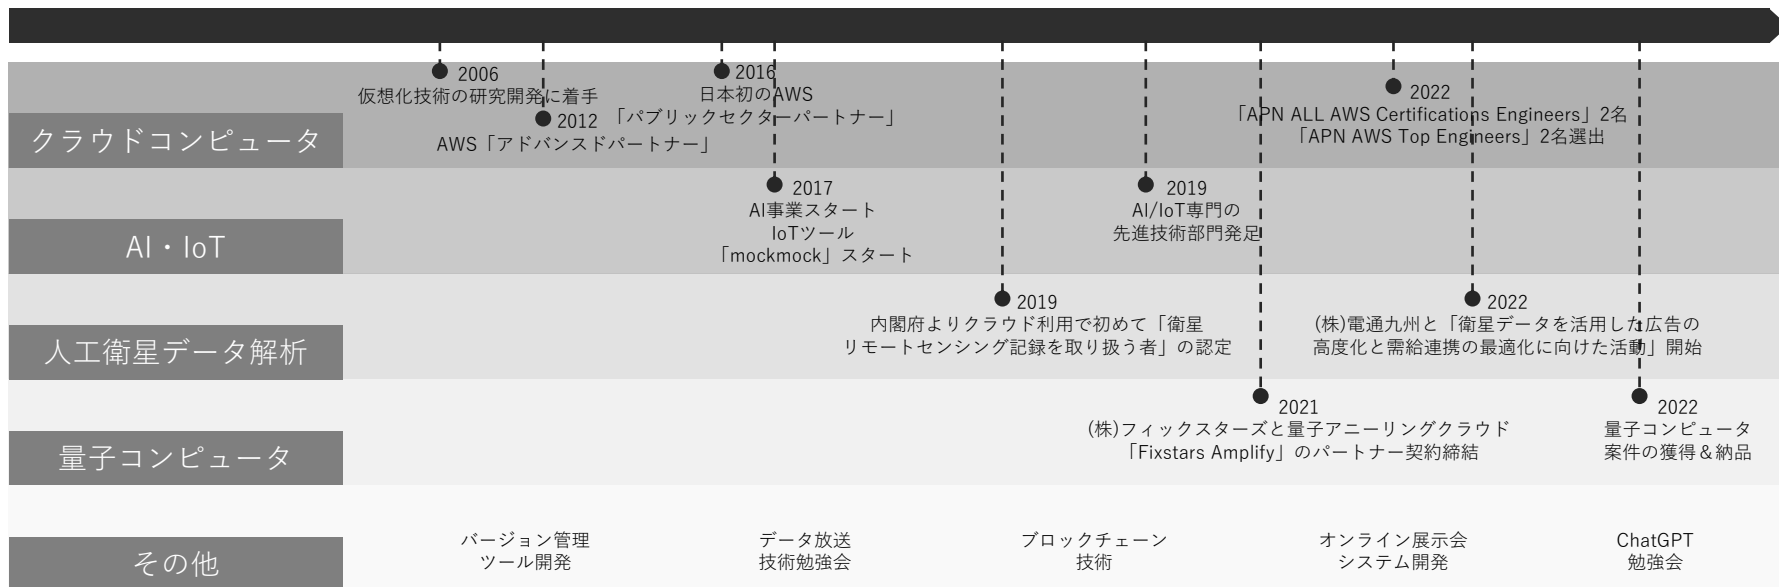 クラウドコンピュータ
2006
仮想化技術の研究開発に着手
2012
AWS「アドバンスドパートナー」
2016
日本初のAWS
「パブリックセクターパートナー」
2022
「APN ALL AWS Certifications Engineers」2名
「APN AWS Top Engineers」2名選出
AI・IoT
2017
AI事業スタート
IoTツール
「mockmock」スタート
2019
AI/IoT専門の
先進技術部門発足
人工衛星データ解析
2019
内閣府よりクラウド利用で初めて「衛星
リモートセンシング記録を取り扱う者」の認定
2022
(株)電通九州と「衛星データを活用した広告の
高度化と需給連携の最適化に向けた活動」開始
量子コンピュータ
2021
(株)フィックスターズと量子アニーリングクラウド
「Fixstars Amplify」のパートナー契約締結
2022
量子コンピュータ
案件の獲得＆納品
その他
バージョン管理
ツール開発
データ放送
技術勉強会
ブロックチェーン
技術
オンライン展示会
システム開発
ChatGPT
勉強会